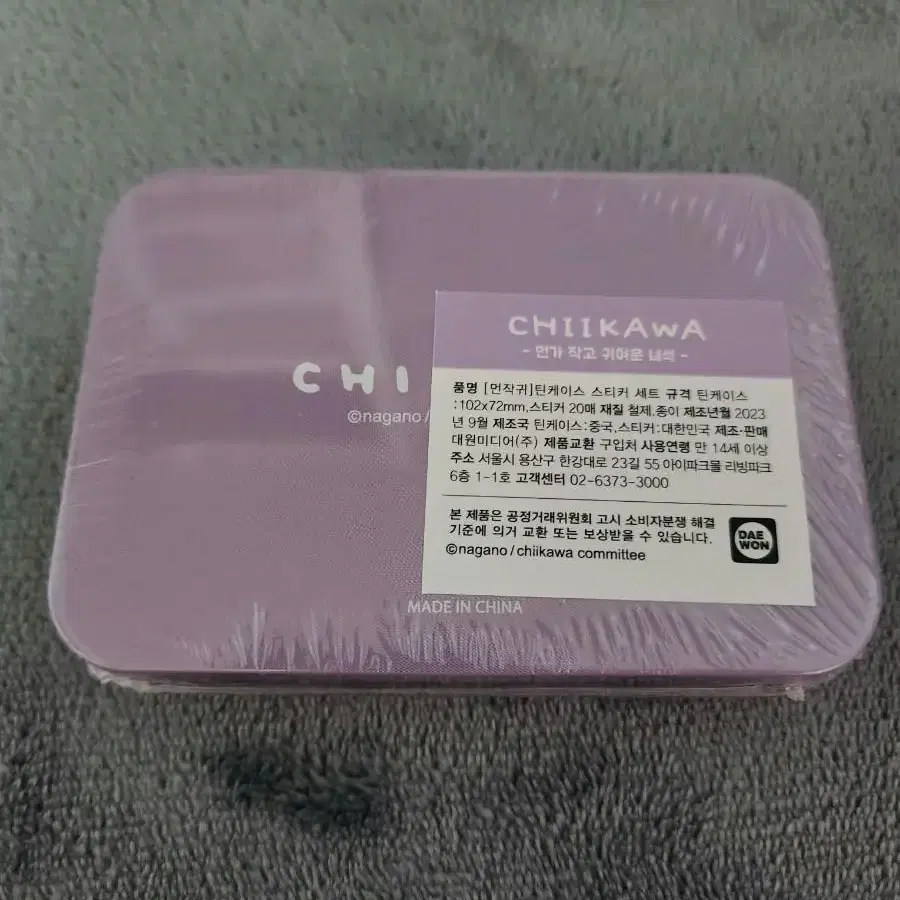 CHIIKAWA
- 먼가 작고 귀여운 녀석 -
품명 [먼작귀]틴케이스 스티커 세트 규격 틴케이스
:102x72mm,스티커 20매 재질 철제,종이 제조년월 2023
년 9월 제조국 틴케이스:중국,스티커:대한민국 제조·판매
대원미디어(주) 제품교환 구입처 사용연령 만 14세 이상
주소 서울시 용산구 한강대로 23길 55 아이파크몰 리빙파크
6층 1-1호 고객센터 02-6373-3000
본 제품은 공정거래위원회 고시 소비자분쟁 해결
기준에 의거 교환 또는 보상받을 수 있습니다.
©nagano / chiikawa committee
DAE
WON
CHI
©nagano /
MADE IN CHINA